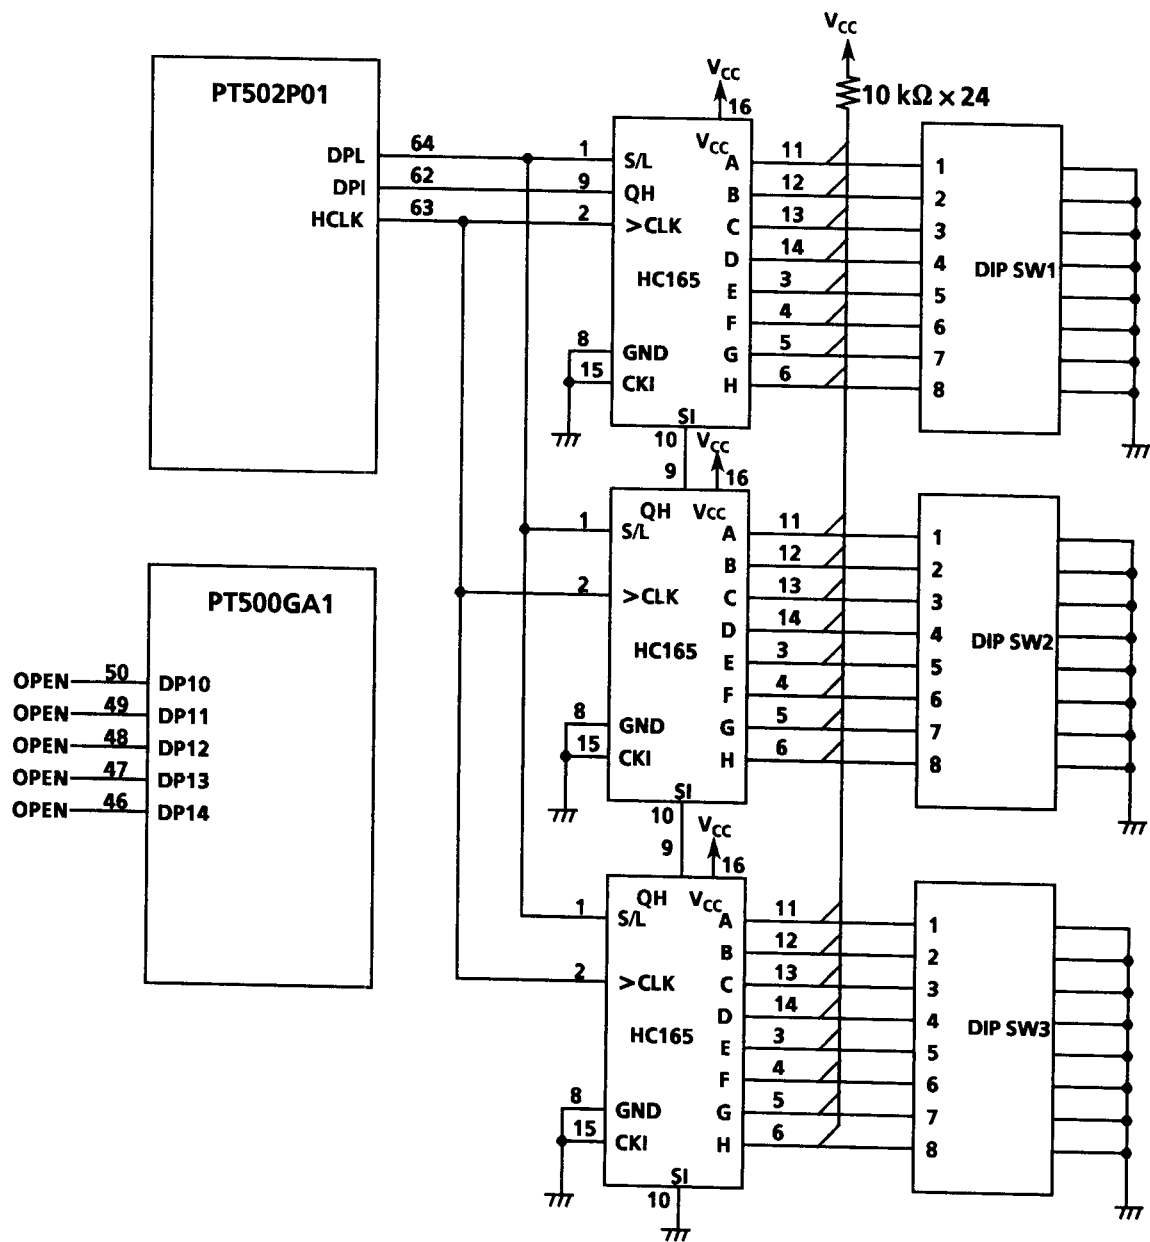 VCC
10 kΩ × 24
PT502P01
DPL 64
DPI 62
HCLK 63
VCC
16
1 S/L
9 QH
2 >CLK
HC165
8 GND
15 CKI
VCC
A 11
B 12
C 13
D 14
E 3
F 4
G 5
H 6
SI
10
1
2
3
4
5
6
7
8
DIP SW1
VCC
9
16
QH VCC
1 S/L
2 >CLK
HC165
8 GND
15 CKI
A 11
B 12
C 13
D 14
E 3
F 4
G 5
H 6
SI
10
1
2
3
4
5
6
7
8
DIP SW2
PT500GA1
OPEN 50 DP10
OPEN 49 DP11
OPEN 48 DP12
OPEN 47 DP13
OPEN 46 DP14
VCC
9
16
QH VCC
1 S/L
2 >CLK
HC165
8 GND
15 CKI
A 11
B 12
C 13
D 14
E 3
F 4
G 5
H 6
SI
10
1
2
3
4
5
6
7
8
DIP SW3